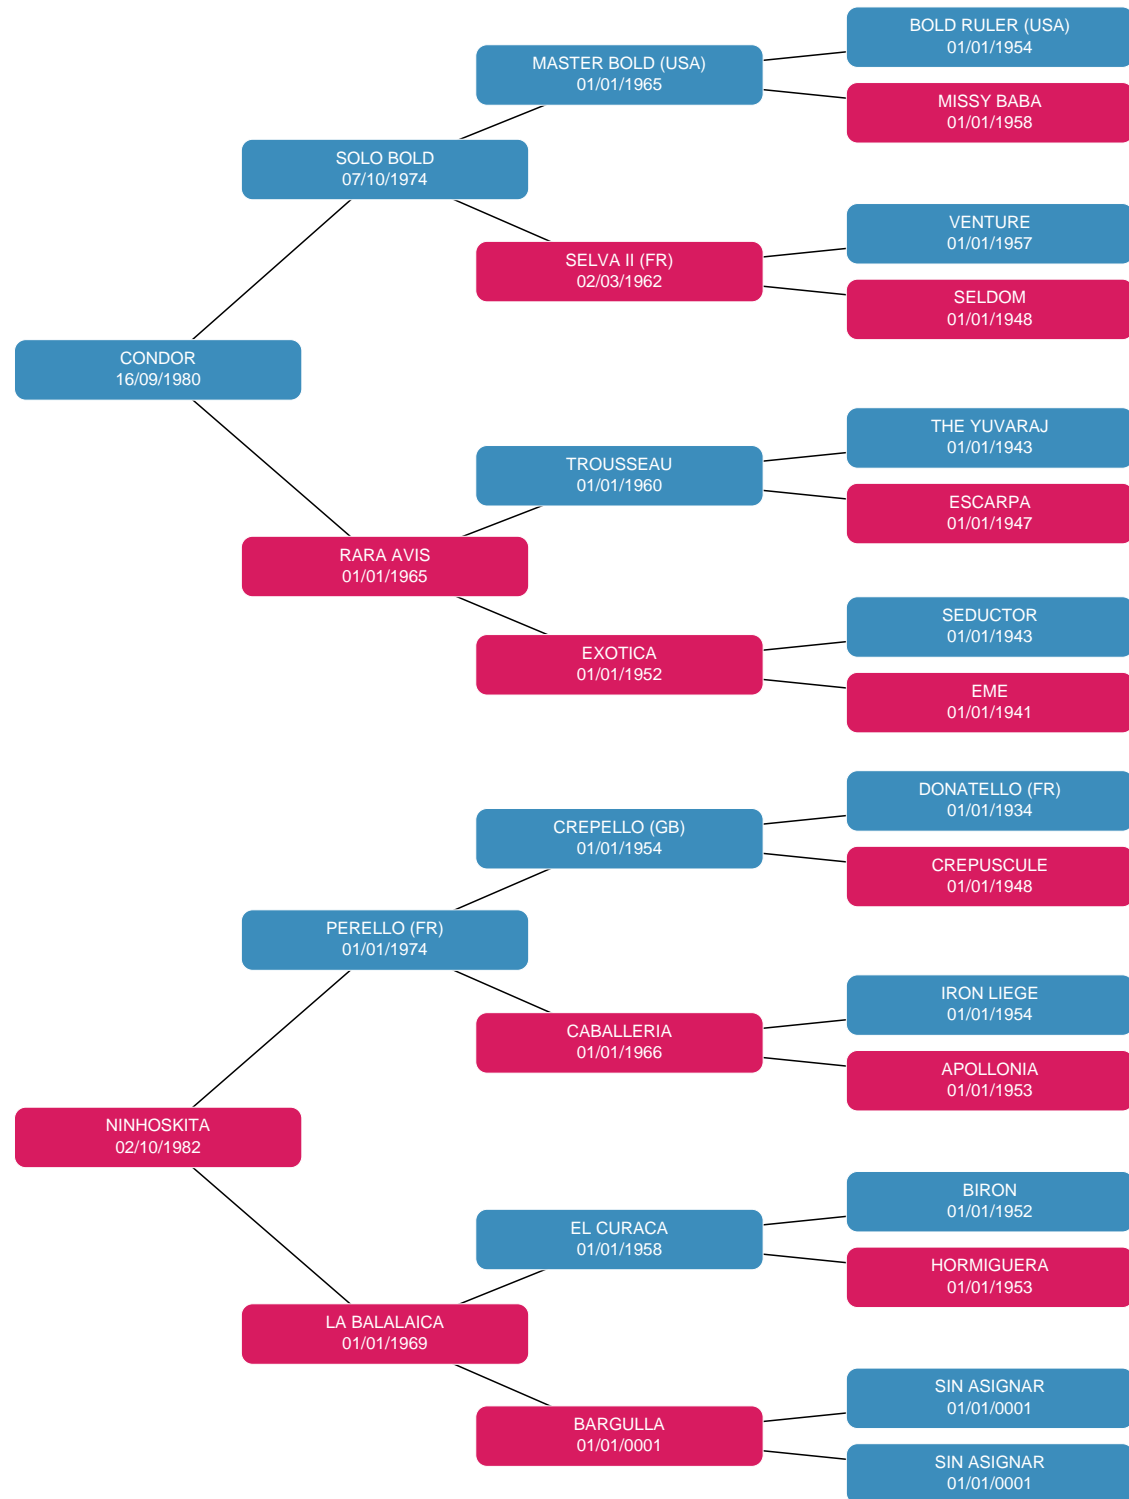 BOLD RULER (USA)
01/01/1954
MASTER BOLD (USA)
01/01/1965
MISSY BABA
01/01/1958
SOLO BOLD
07/10/1974
VENTURE
01/01/1957
SELVA II (FR)
02/03/1962
SELDOM
01/01/1948
CONDOR
16/09/1980
THE YUVARAJ
01/01/1943
TROUSSEAU
01/01/1960
ESCARPA
01/01/1947
RARA AVIS
01/01/1965
SEDUCTOR
01/01/1943
EXOTICA
01/01/1952
EME
01/01/1941
DONATELLO (FR)
01/01/1934
CREPELLO (GB)
01/01/1954
CREPUSCULE
01/01/1948
PERELLO (FR)
01/01/1974
IRON LIEGE
01/01/1954
CABALLERIA
01/01/1966
APOLLONIA
01/01/1953
NINHOSKITA
02/10/1982
BIRON
01/01/1952
EL CURACA
01/01/1958
HORMIGUERA
01/01/1953
LA BALALAICA
01/01/1969
SIN ASIGNAR
01/01/0001
BARGULLA
01/01/0001
SIN ASIGNAR
01/01/0001